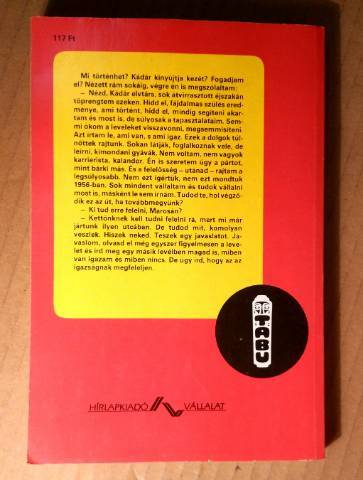 117 Ft
Mi történhet? Kádár kinyújtja kezét? Fogadjem
el? Nézett rám sokáig, végre én is megszólaltam:
— Nézd, Kádár elvtárs, sok átvirrasztott éjszakán
töprengtem ezeken. Hidd el, fájdalmas szülés ered-
ménye, ami történt, hidd el, mindig segíteni akar-
tam és most is, de súlyosak a tapasztalataim. Sem-
mi okom a leveleket visszavonni, megsemmisíteni.
Azt írtam le, ami van, s ami igaz. Ezek a dolgok túl-
nőttek rajtunk. Sokan látják, foglalkoznak vele, de
leírni, kimondani gyávák. Nem voltam, nem vagyok
karrierista, kalandor. Én is szeretem úgy a pártot,
mint bárki más. És a felelősség — utánad — rajtam a
legsúlyosabb. Nem ezt ígértük, nem ezt mondtuk
1956-ban. Sok mindent vállaltam és tudok vállalni
most is, másként le sem írnám. Tudod te, hol végző-
dik ez az út, ha továbbmegyünk?
— Ki tud erre felelni, Marosán?
— Kettőnknek kell tudni felelni rá, mert mi már
jártunk ilyen utcában. De tudod mit, komolyan
veszlek. Hiszek neked. Teszek egy javaslatot. Ja-
vaslom, olvasd el még egyszer figyelmesen a leve-
let és írd meg egy másik levélben magad is, miben
van igazam és miben nincs. De úgy írd, hogy az az
igazságnak megfeleljen.
TABU
HÍRLAPKIADÓ VÁLLALAT